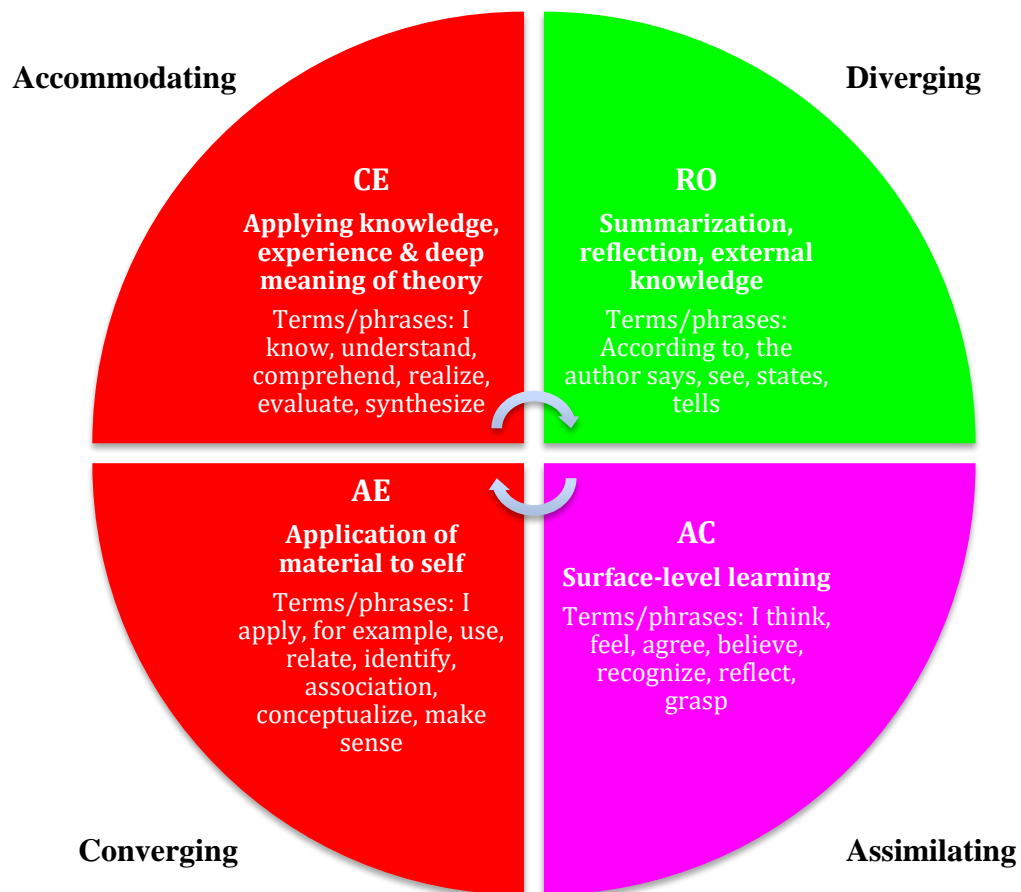 Accommodating
Diverging
CE
Applying knowledge,
experience & deep
meaning of theory
Terms/phrases: I
know, understand,
comprehend, realize,
evaluate, synthesize
RO
Summarization,
reflection, external
knowledge
Terms/phrases:
According to, the
author says, see, states,
tells
AE
Application of
material to self
Terms/phrases: I
apply, for example, use,
relate, identify,
association,
conceptualize, make
sense
AC
Surface-level learning
Terms/phrases: I think,
feel, agree, believe,
recognize, reflect,
grasp
Converging
Assimilating